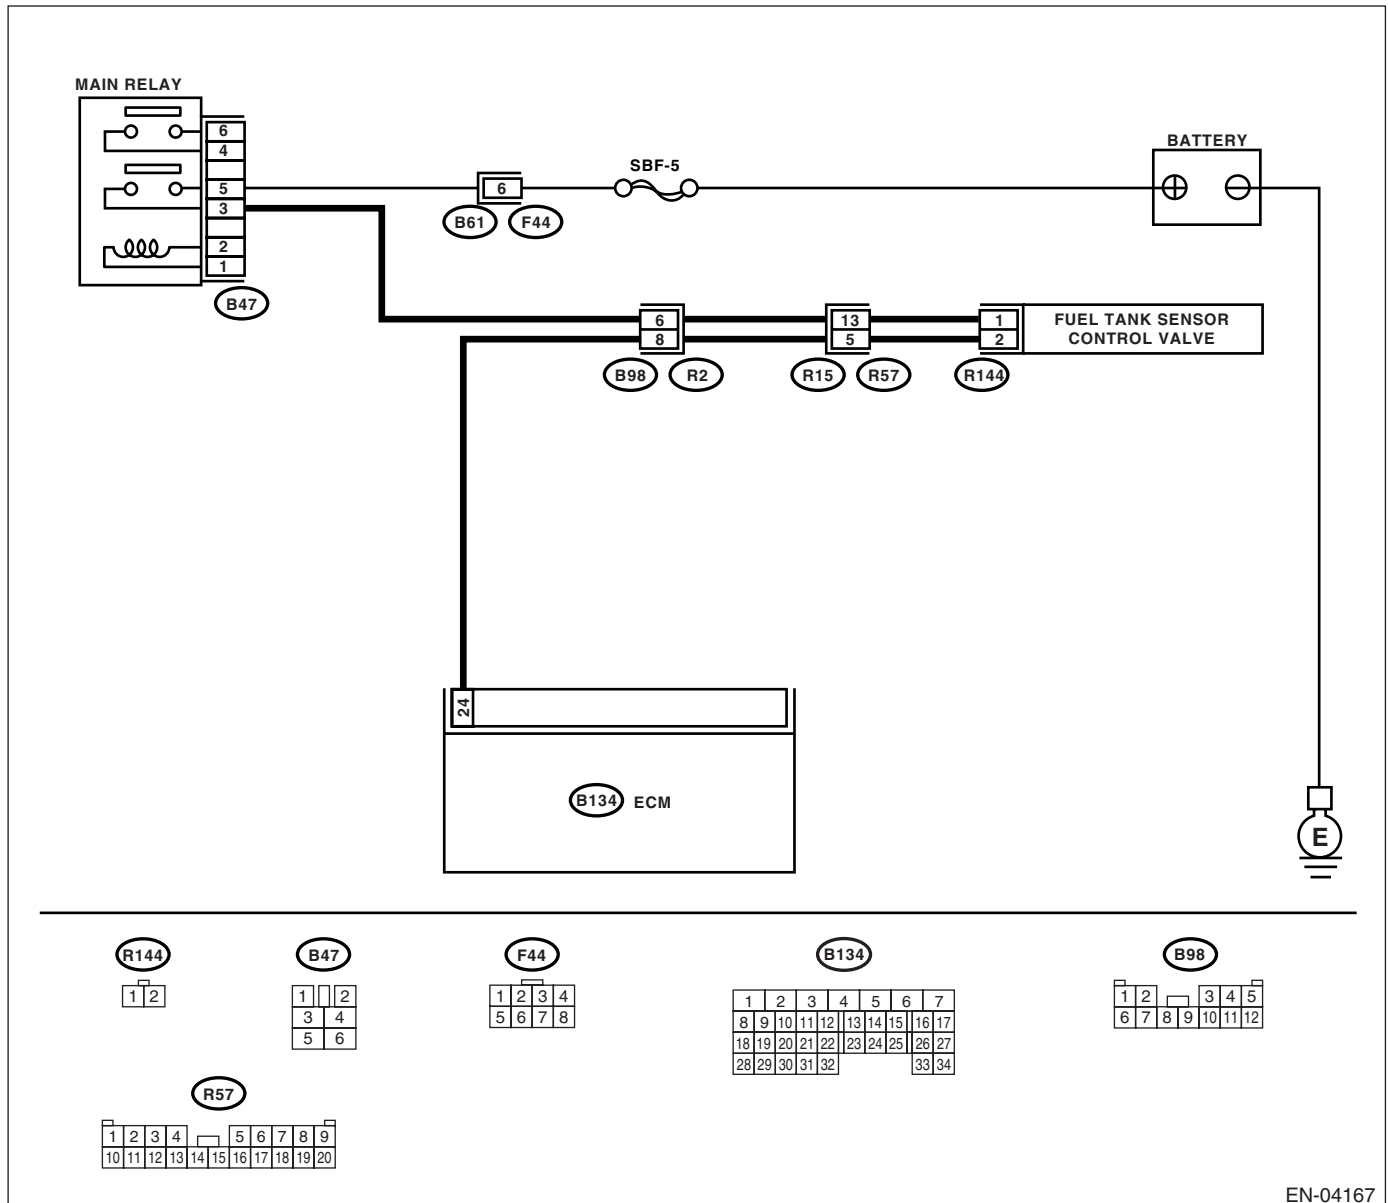 MAIN RELAY
6
4
5
3
2
1
B47
6
B61 F44
SBF-5
BATTERY
6
8
B98 R2
13
5
R15 R57
1
2
R144
FUEL TANK SENSOR
CONTROL VALVE
24
B134 ECM
E
R144
1 2
B47
1 2
3 4
5 6
F44
1 2 3 4
5 6 7 8
B134
1 2 3 4 5 6 7
8 9 10 11 12 13 14 15 16 17
18 19 20 21 22 23 24 25 26 27
28 29 30 31 32 33 34
B98
1 2 3 4 5
6 7 8 9 10 11 12
R57
1 2 3 4 5 6 7 8 9
10 11 12 13 14 15 16 17 18 19 20
EN-04167